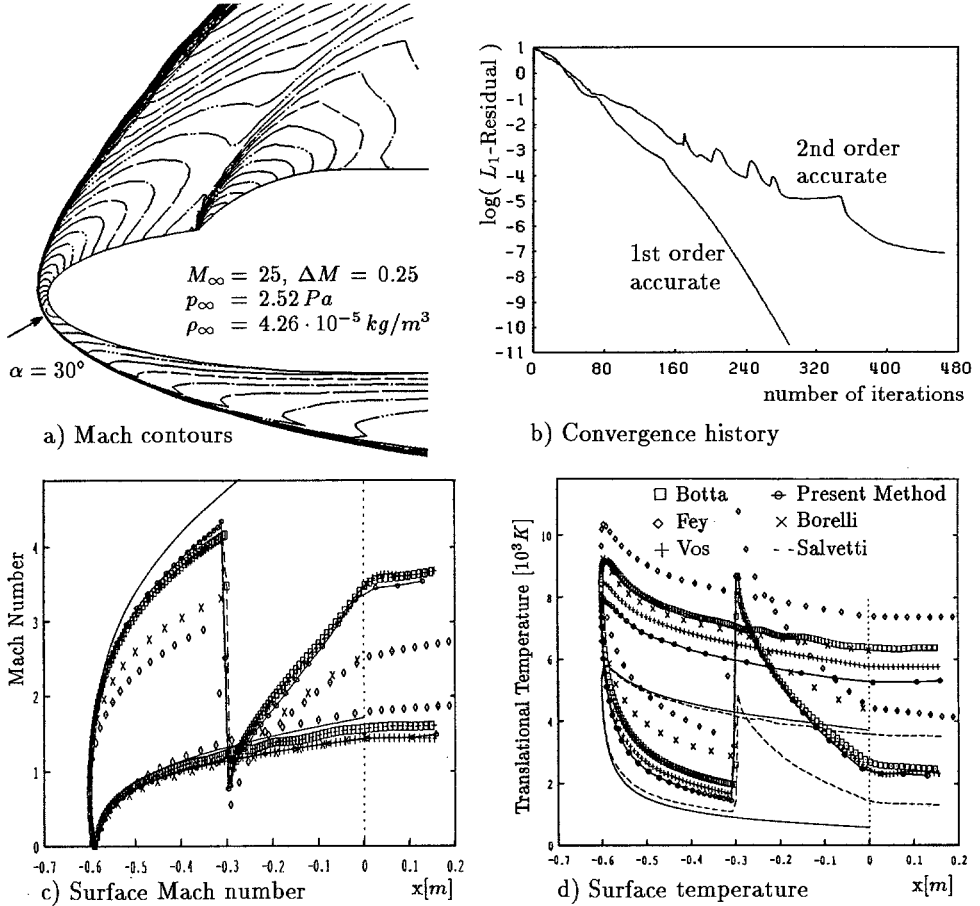 M∞ = 25, ΔM = 0.25
p∞ = 2.52 Pa
ρ∞ = 4.26 · 10⁻⁵ kg/m³
α = 30°
a) Mach contours
log( L₁-Residual )
1
0
-1
-2
-3
-4
-5
-6
-7
-8
-9
-10
-11
2nd order
accurate
1st order
accurate
0 80 160 240 320 400 480
number of iterations
b) Convergence history
Mach Number
4
3
2
1
0
-0.7 -0.6 -0.5 -0.4 -0.3 -0.2 -0.1 0 0.1 0.2
c) Surface Mach number x[m]
Translational Temperature [10³K]
10
8
6
4
2
0
□ Botta
◇ Fey
+ Vos
Present Method
× Borelli
--- Salvetti
-0.7 -0.6 -0.5 -0.4 -0.3 -0.2 -0.1 0 0.1 0.2
d) Surface temperature x[m]